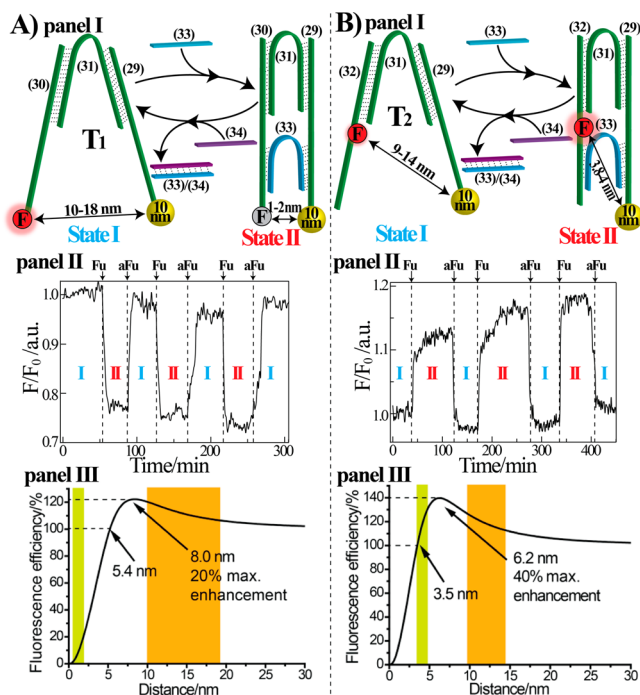 A) panel I
(33)
(30)
(29)
(31)
(30)
(31)
(29)
T1
(34)
(33)
(33)/(34)
F
10-18 nm
10 nm
State I
F
1-2nm
10 nm
State II
panel II
Fu aFu Fu aFu Fu aFu
F/F0 /a.u.
1.0
0.9
0.8
0.7
I II I II I II I
0 100 200 300
Time/min
panel III
Fluorescence efficiency/%
120
100
80
60
40
20
0
5.4 nm
8.0 nm
20% max.
enhancement
0 5 10 15 20 25 30
Distance/nm
B) panel I
(33)
(32)
(29)
(31)
(32)
(31)
(29)
T2
(34)
(33)
(33)/(34)
F
9-14 nm
10 nm
State I
F
10 nm
State II
panel II
Fu aFu Fu aFu Fu aFu
F/F0 /a.u.
1.2
1.1
1.0
I II I II I II I
0 100 200 300 400
Time/min
panel III
Fluorescence efficiency/%
140
120
100
80
60
40
20
0
6.2 nm
40% max.
enhancement
3.5 nm
0 5 10 15 20 25 30
Distance/nm